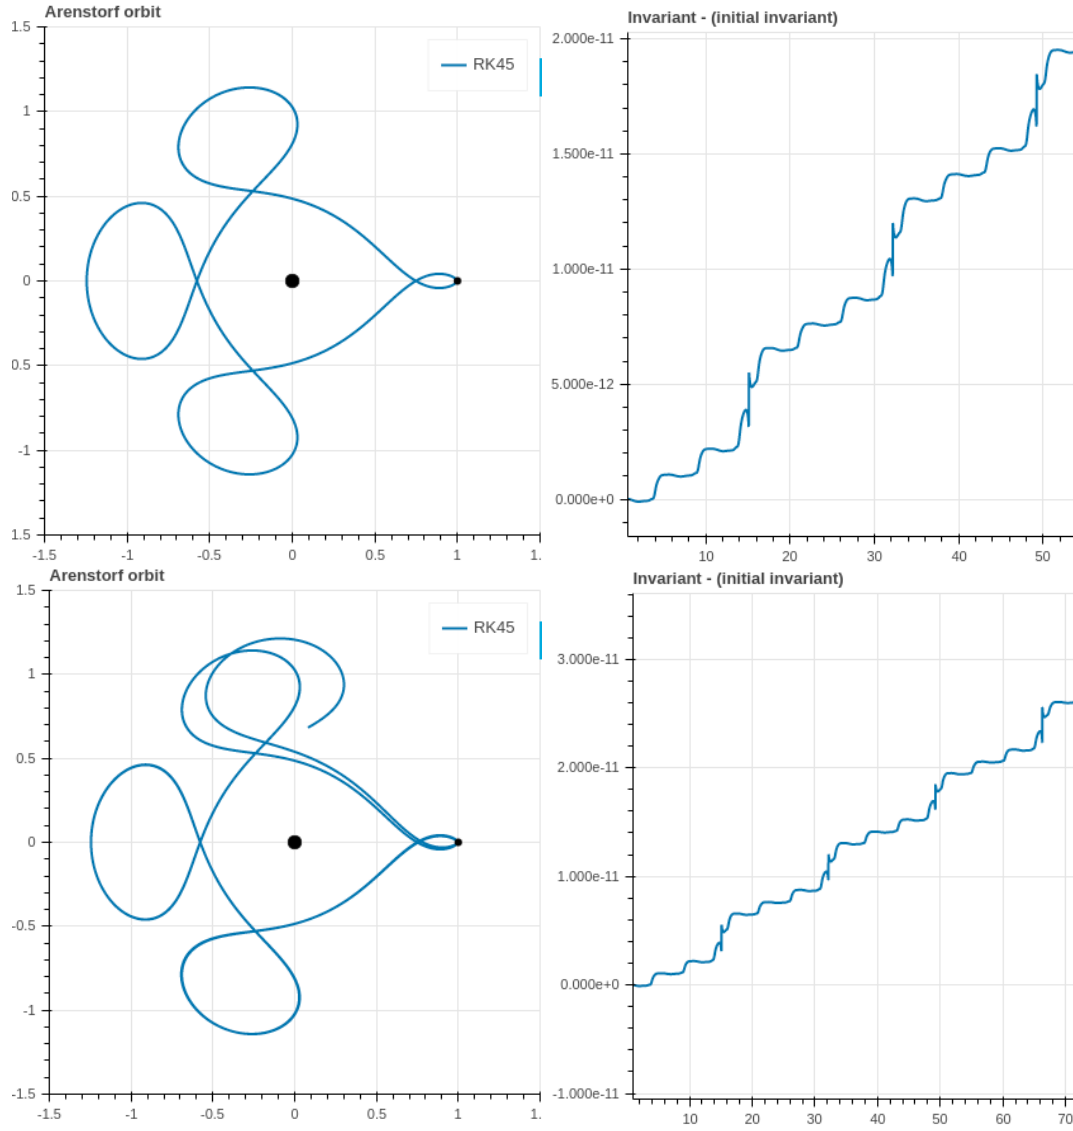 Arenstorf orbit
1.5
RK45
1
0.5
0
0.5
-1
1.5
-1.5
-1
-0.5
0
0.5
1
1.
Invariant - (initial invariant)
2.000e-11
1.500e-11
1.000e-11
5.000e-12
0.000e+0
10
20
30
40
50
Arenstorf orbit
1.5
RK45
1
0.5
0
-0.5
-1
-1.5
-1.5
-1
-0.5
0
0.5
1
1.
Invariant - (initial invariant)
3.000e-11
2.000e-11
1.000e-11
0.000e+0
-1.000e-11
10
20
30
40
50
60
70